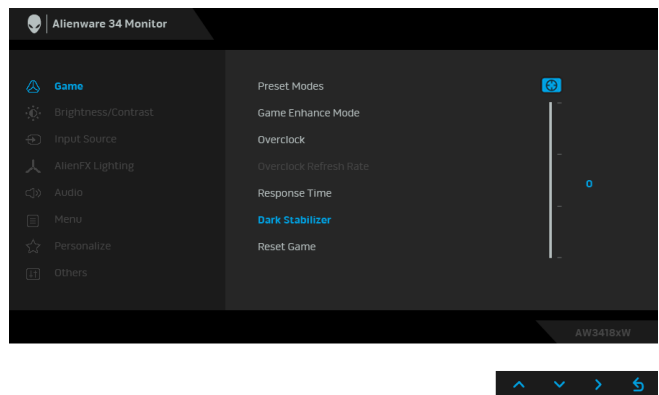 Alienware 34 Monitor
Game
Brightness/Contrast
Input Source
AlienFX Lighting
Audio
Menu
Personalize
Others
Preset Modes
Game Enhance Mode
Overclock
Overclock Refresh Rate
Response Time
Dark Stabilizer
Reset Game
0
AW3418xW